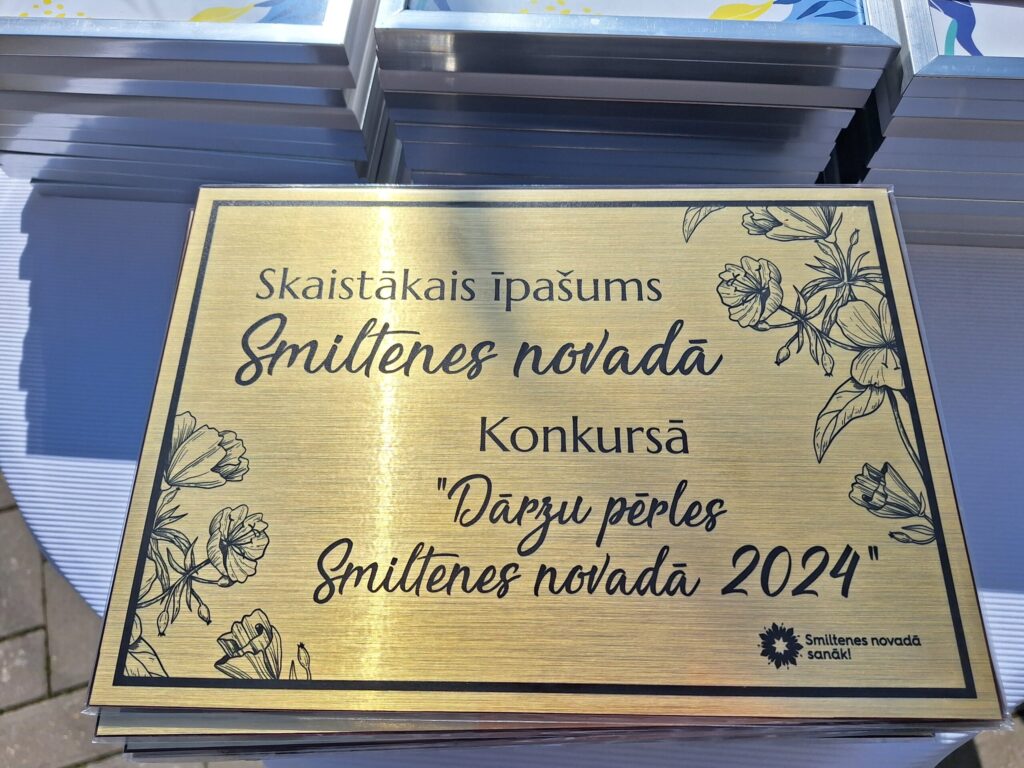 Skaistākais īpašums
Smiltenes novadā
Konkursā
"Dārzu pērles
Smiltenes novadā 2024"
Smiltenes novadā
sanāk!